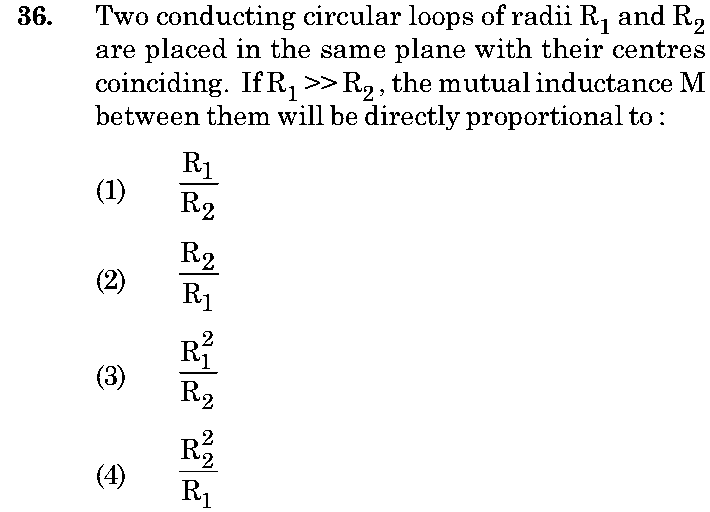 36. Two conducting circular loops of radii R₁ and R₂
are placed in the same plane with their centres
coinciding. If R₁ >> R₂, the mutual inductance M
between them will be directly proportional to :
(1) R₁/R₂
(2) R₂/R₁
(3) R₁²/R₂
(4) R₂²/R₁